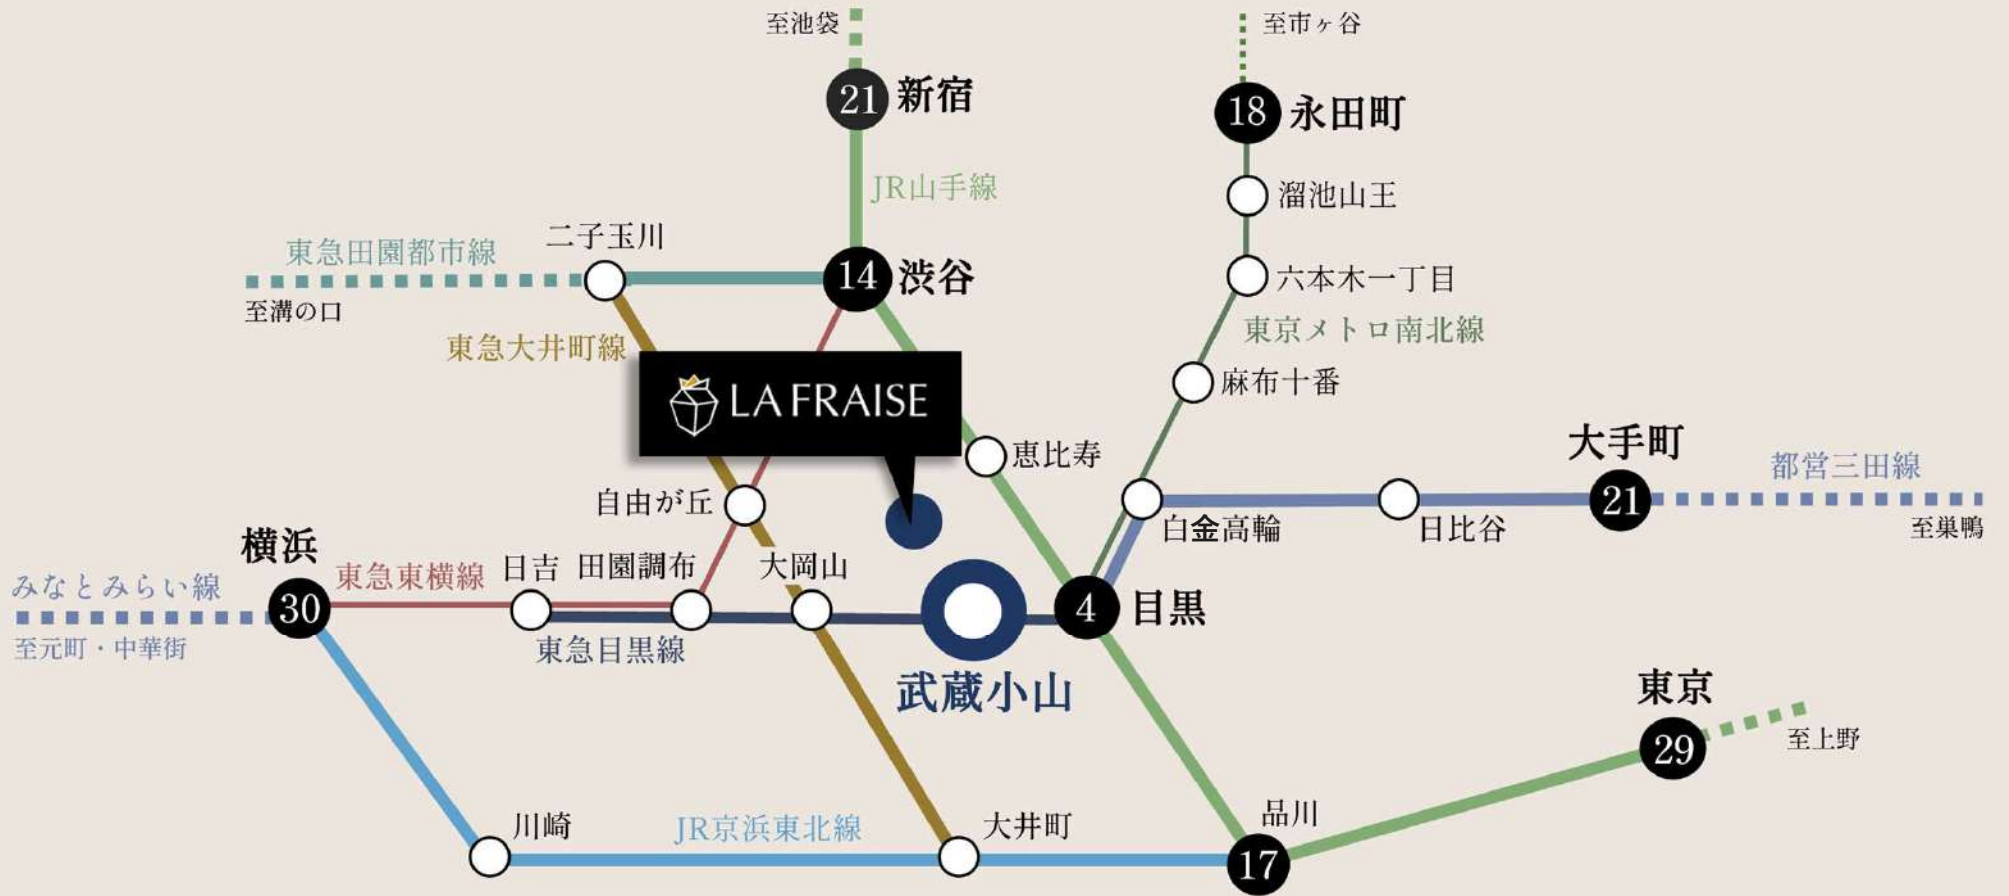 至池袋
至市ヶ谷
21 新宿
18 永田町
JR山手線
溜池山王
二子玉川
東急田園都市線
14 渋谷
六本木一丁目
至溝の口
東急大井町線
東京メトロ南北線
麻布十番
LA FRAISE
大手町
恵比寿
都営三田線
自由が丘
21
白金高輪
日比谷
至巣鴨
横浜
みなとみらい線
東急東横線
日吉
田園調布
大岡山
30
4 目黒
至元町・中華街
東急目黒線
武蔵小山
東京
29
至上野
川崎
JR京浜東北線
大井町
品川
17